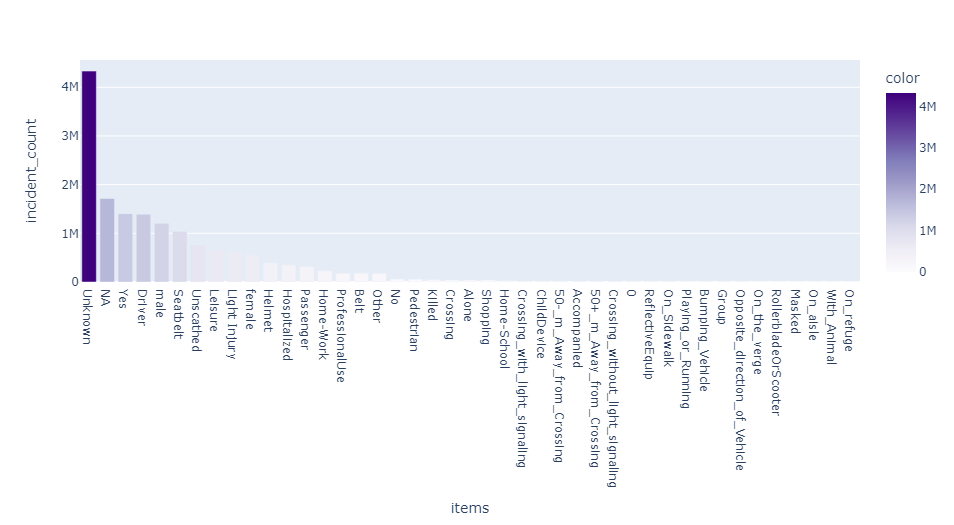 color
4M
3M
2M
1M
0
incident_count
4M
3M
2M
1M
0
Unknown
NA
Yes
Driver
male
Seatbelt
Unscathed
Leisure
Light Injury
female
Helmet
Hospitalized
Passenger
Home-Work
ProfessionalUse
Belt
Other
No
Pedestrian
Killed
Crossing
Alone
Shopping
Home-School
Crossing_with_light_signaling
ChildDevice
50-_m_Away_from_Crossing
Accompanied
50+_m_Away_from_Crossing
Crossing_without_light_signaling
0
ReflectiveEquip
On_Sidewalk
Playing_or_Running
Bumping_Vehicle
Group
Opposite_direction_of_Vehicle
On_the_verge
RollerbladeOrScooter
Masked
On_aisle
With_Animal
On_refuge
items